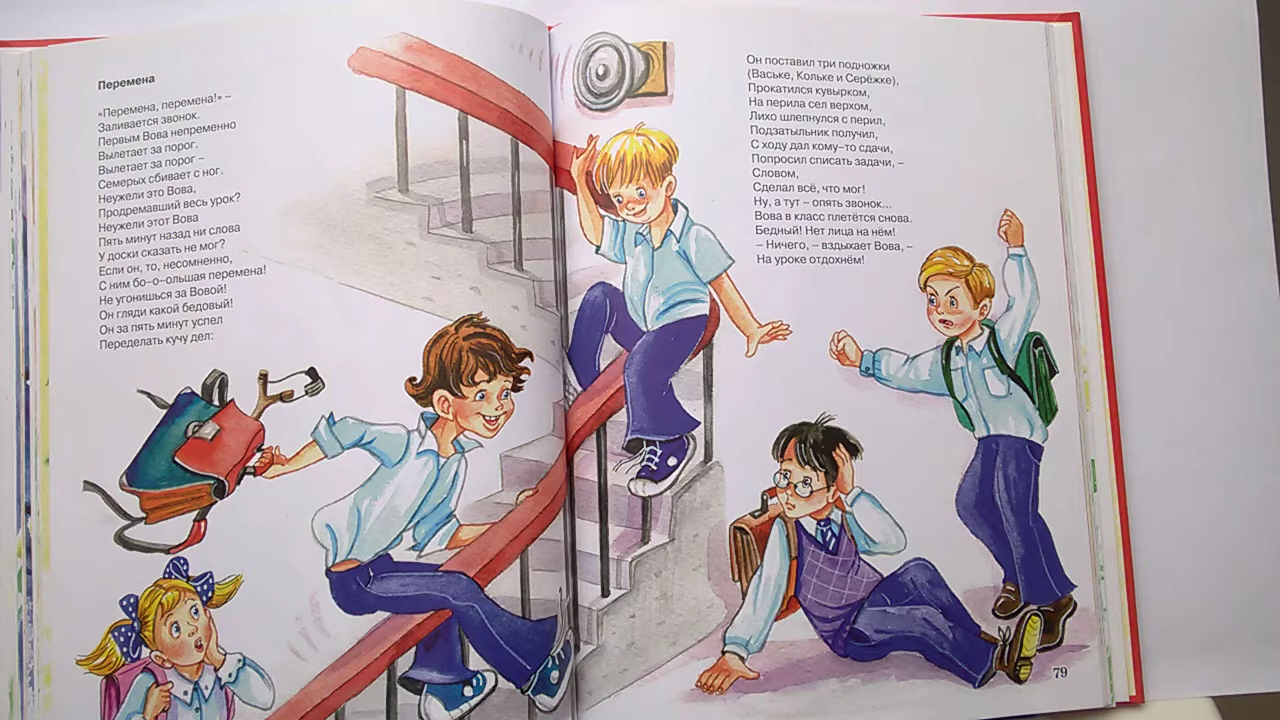 Перемена
«Перемена, перемена!» –
Заливается звонок.
Первым Вова непременно
Вылетает за порог.
Вылетает за порог –
Семерых сбивает с ног.
Неужели это Вова,
Продремавший весь урок?
Неужели этот Вова
Пять минут назад ни слова
У доски сказать не мог?
Если он, то, несомненно,
С ним бо–о–ольшая перемена!
Не угонишься за Вовой!
Он гляди какой бедовый!
Он за пять минут успел
Переделать кучу дел:
Он поставил три подножки
(Ваське, Кольке и Серёжке),
Прокатился кувырком,
На перила сел верхом,
Лихо шлепнулся с перил,
Подзатыльник получил,
С ходу дал кому–то сдачи,
Попросил списать задачи, –
Словом,
Сделал всё, что мог!
Ну, а тут – опять звонок...
Вова в класс плетётся снова.
Бедный! Нет лица на нём!
– Ничего, – вздыхает Вова, –
На уроке отдохнём!
79